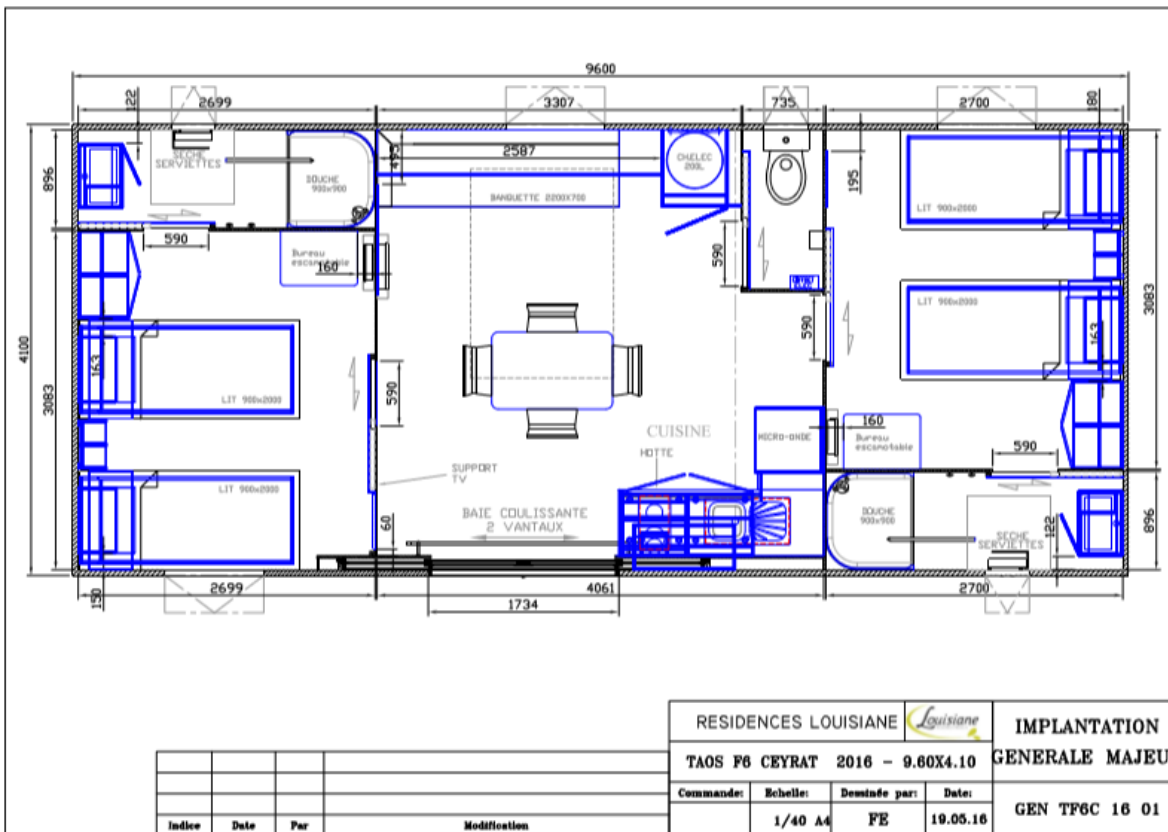 9600
122
2699
3307
735
2700
180
4100
896
SECHE
SERVIETTES
DOUCHE
900x900
495
2587
BANQUETTE 2200X700
CH.ELEC
200L
195
LIT 900x2000
896
590
Bureau
escamotable
160
590
3083
3083
LIT 900x2000
163
LIT 900x2000
590
590
163
160
Bureau
escamotable
CUISINE
HOTTE
MICRO-ONDE
590
LIT 900x2000
SUPPORT
TV
BAIE COULISSANTE
2 VANTAUX
60
DOUCHE
900x900
SECHE
SERVIETTES
122
896
150
2699
4061
2700
1734
RESIDENCES LOUISIANE
Louisiane
IMPLANTATION
GENERALE MAJEU
TAOS F6 CEYRAT 2016 - 9.60X4.10
Commande:
Echelle:
Dessinée par:
Date:
1/40 A4
FE
19.05.16
GEN TF6C 16 01
Indice
Date
Par
Modification